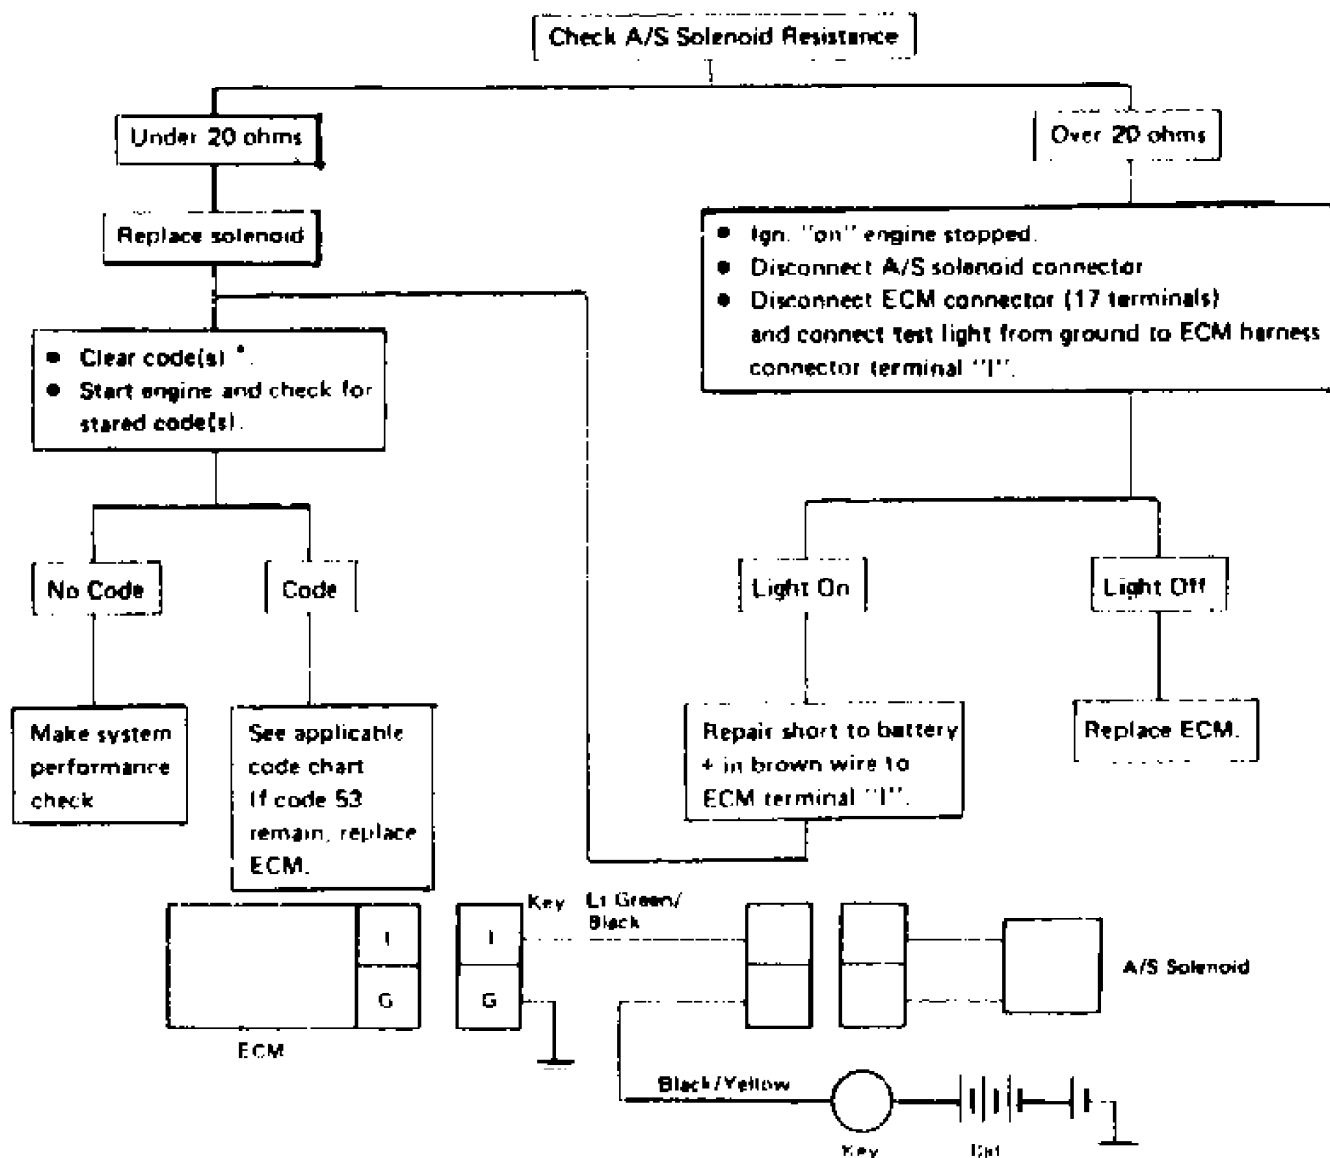 Check A/S Solenoid Resistance
Under 20 ohms
Over 20 ohms
Replace solenoid
• Ign. "on" engine stopped.
• Disconnect A/S solenoid connector
• Disconnect ECM connector (17 terminals)
and connect test light from ground to ECM harness
connector terminal "I".
• Clear code(s) *.
• Start engine and check for
stared code(s).
No Code
Code
Light On
Light Off
Make system
performance
check
See applicable
code chart
If code 53
remain, replace
ECM.
Repair short to battery
+ in brown wire to
ECM terminal "I".
Replace ECM.
I
G
ECM
I
G
Key
Lt Green/
Black
A/S Solenoid
Black/Yellow
Key
Bat